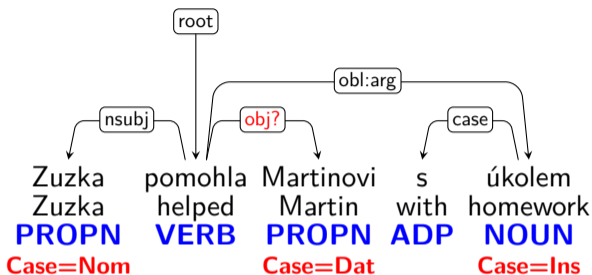 root
obl:arg
nsubj obj? case
Zuzka pomohla Martinovi s úkolem
Zuzka helped Martin with homework
PROPN VERB PROPN ADP NOUN
Case=Nom Case=Dat Case=Ins